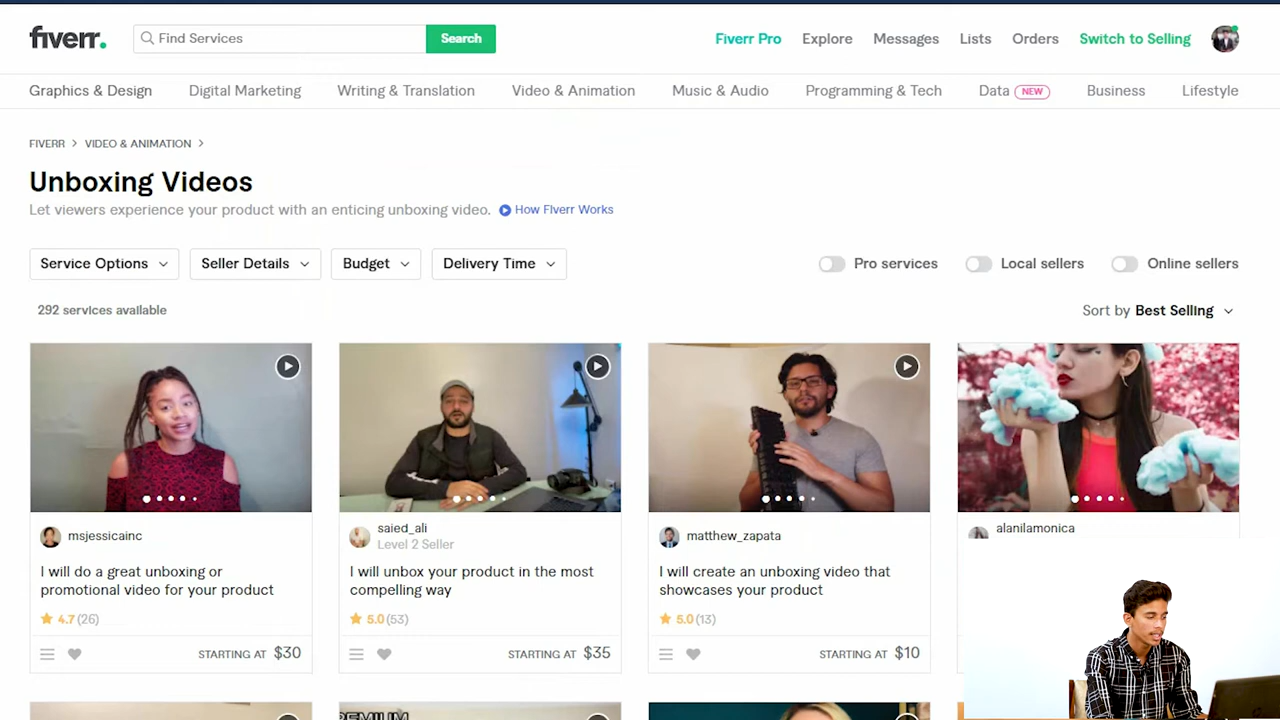 fiverr.
Find Services
Search
Fiverr Pro
Explore
Messages
Lists
Orders
Switch to Selling
Graphics & Design
Digital Marketing
Writing & Translation
Video & Animation
Music & Audio
Programming & Tech
Data NEW
Business
Lifestyle
FIVERR > VIDEO & ANIMATION >
Unboxing Videos
Let viewers experience your product with an enticing unboxing video.
How Fiverr Works
Service Options
Seller Details
Budget
Delivery Time
Pro services
Local sellers
Online sellers
292 services available
Sort by Best Selling
msjessicainc
I will do a great unboxing or
promotional video for your product
4.7 (26)
STARTING AT $30
saied_ali
Level 2 Seller
I will unbox your product in the most
compelling way
5.0 (53)
STARTING AT $35
matthew_zapata
I will create an unboxing video that
showcases your product
5.0 (13)
STARTING AT $10
alanilamonica
PREMIUM